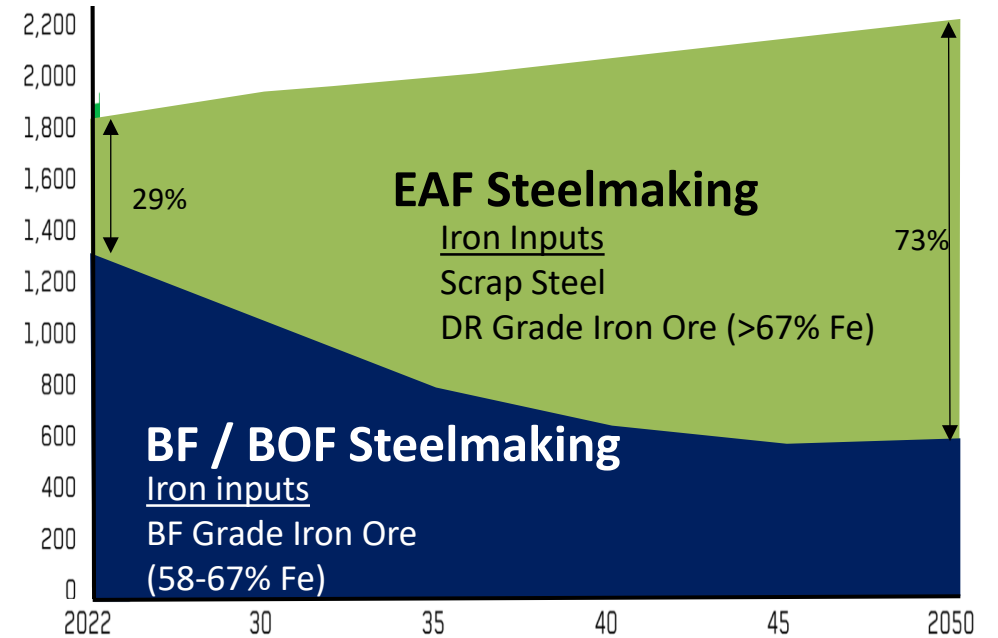 2,200
2,000
1,800
1,600
1,400
1,200
1,000
800
600
400
200
0
29%
EAF Steelmaking
Iron Inputs
Scrap Steel
DR Grade Iron Ore (>67% Fe)
73%
BF / BOF Steelmaking
Iron inputs
BF Grade Iron Ore
(58-67% Fe)
2022 30 35 40 45 2050